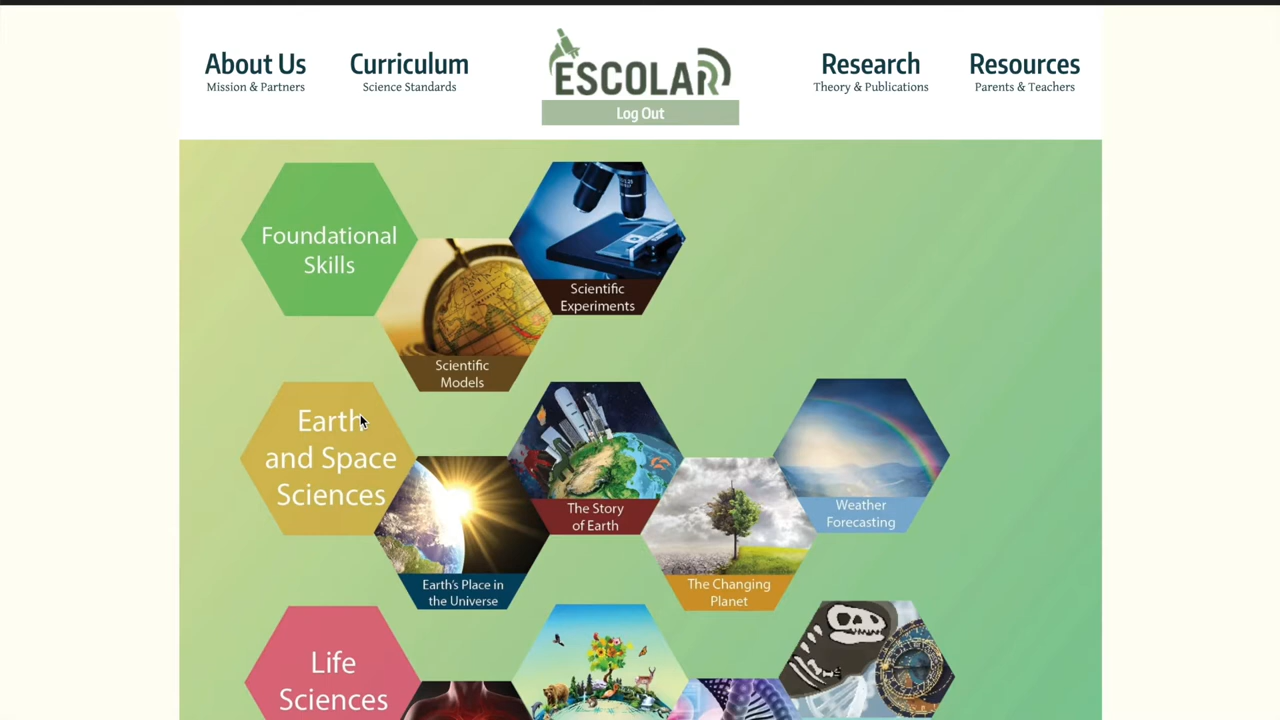 About Us
Mission & Partners
Curriculum
Science Standards
ESCOLAR
Log Out
Research
Theory & Publications
Resources
Parents & Teachers
Foundational
Skills
Scientific
Models
Scientific
Experiments
Earth
and Space
Sciences
Earth's Place in
the Universe
The Story
of Earth
The Changing
Planet
Weather
Forecasting
Life
Sciences